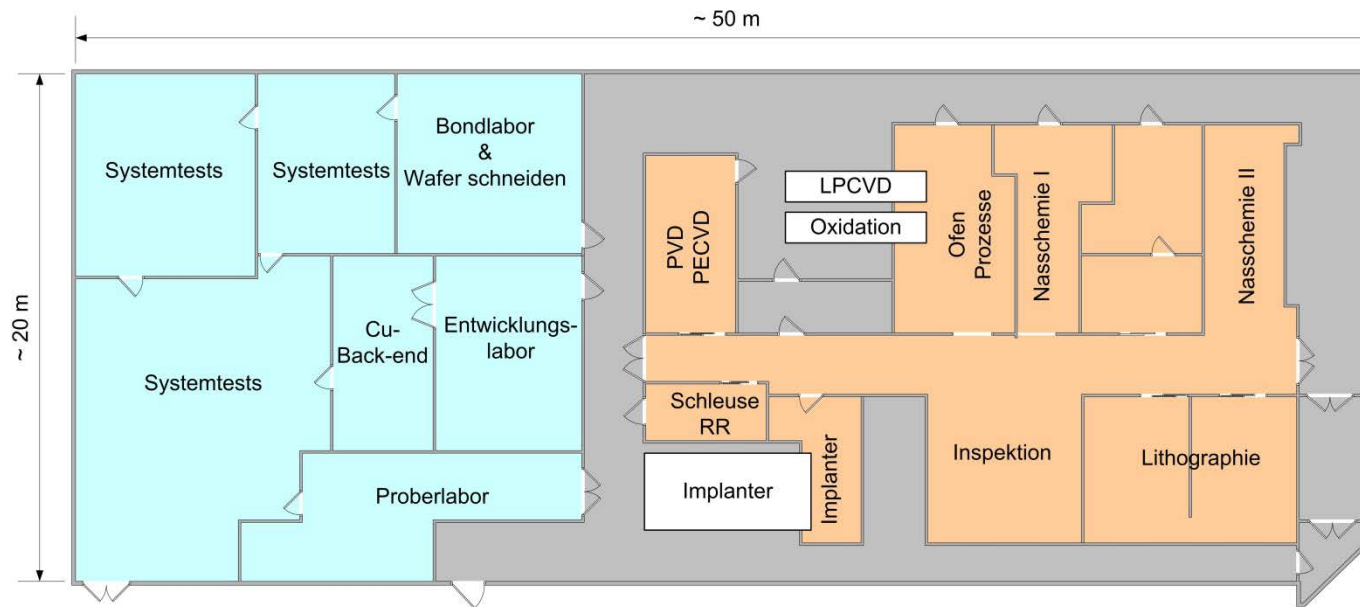 ~ 50 m
~ 20 m
Systemtests
Systemtests
Bondlabor
&
Wafer schneiden
Systemtests
Cu-
Back-end
Entwicklungs-
labor
Proberlabor
PVD
PECVD
LPCVD
Oxidation
Ofen
Prozesse
Nasschemie I
Nasschemie II
Schleuse
RR
Implanter
Implanter
Inspektion
Lithographie